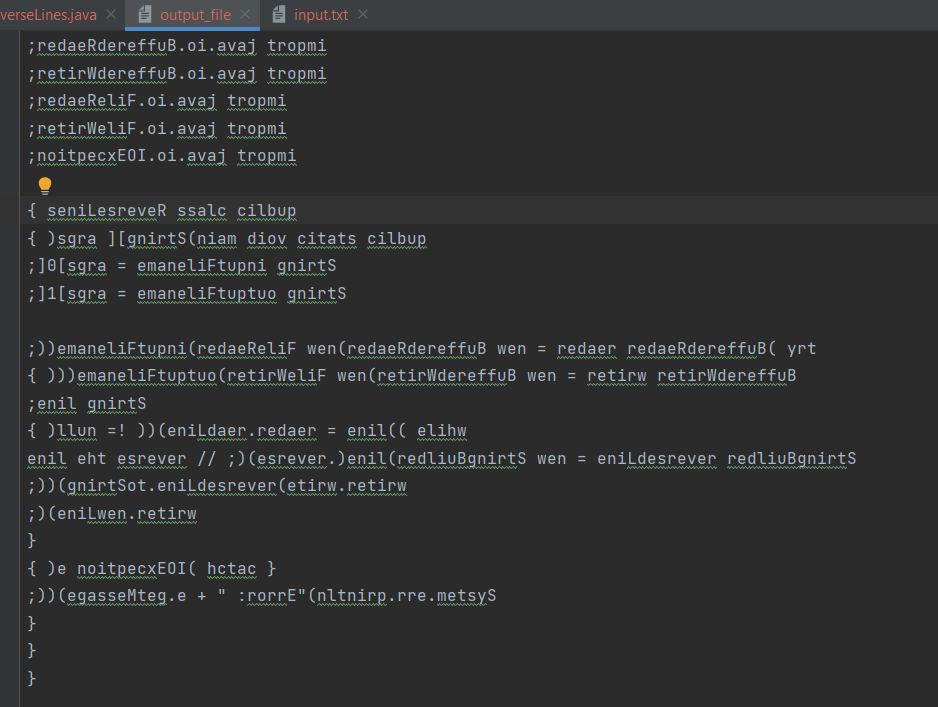 verseLines.java output_file input.txt
;redaeRdereffuB.oi.avaj tropmi
;retirWdereffuB.oi.avaj tropmi
;redaeReliF.oi.avaj tropmi
;retirWeliF.oi.avaj tropmi
;noitpecxEOI.oi.avaj tropmi
{ seniLesreveR ssalc cilbup
{ )sgra ][gnirtS(niam diov citats cilbup
;]0[sgra = emaneliFtupni gnirtS
;]1[sgra = emaneliFtuptuo gnirtS
;))emaneliFtupni(redaeReliF wen(redaeRdereffuB wen = redaer redaeRdereffuB( yrt
{ )))emaneliFtuptuo(retirWeliF wen(retirWdereffuB wen = retirw retirWdereffuB
;enil gnirtS
{ )llun =! ))(eniLdaer.redaer = enil(( elihw
enil eht esrever // ;)(esrever.)enil(redliuBgnirtS wen = eniLdesrever redliuBgnirtS
;))(gnirtSot.eniLdesrever(etirw.retirw
;)(eniLwen.retirw
}
{ )e noitpecxEOI( hctac }
;))(egasseMteg.e + " :rorrE"(nltnirp.rre.metsyS
}
}
}